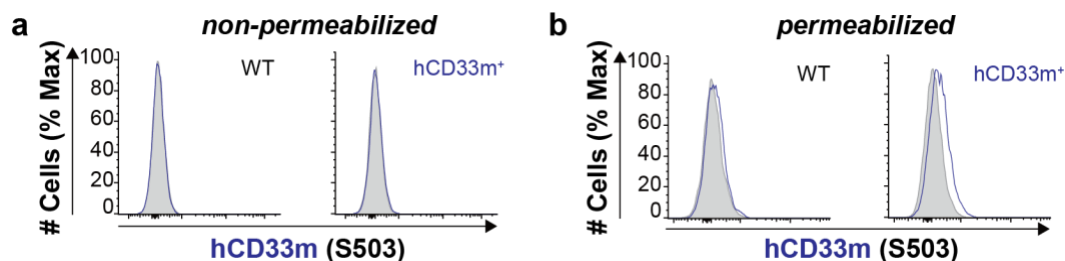 a
non-permeabilized
# Cells (% Max)
100
80
60
40
20
0
WT
hCD33m⁺
hCD33m (S503)
b
permeabilized
# Cells (% Max)
100
80
60
40
20
0
WT
hCD33m⁺
hCD33m (S503)